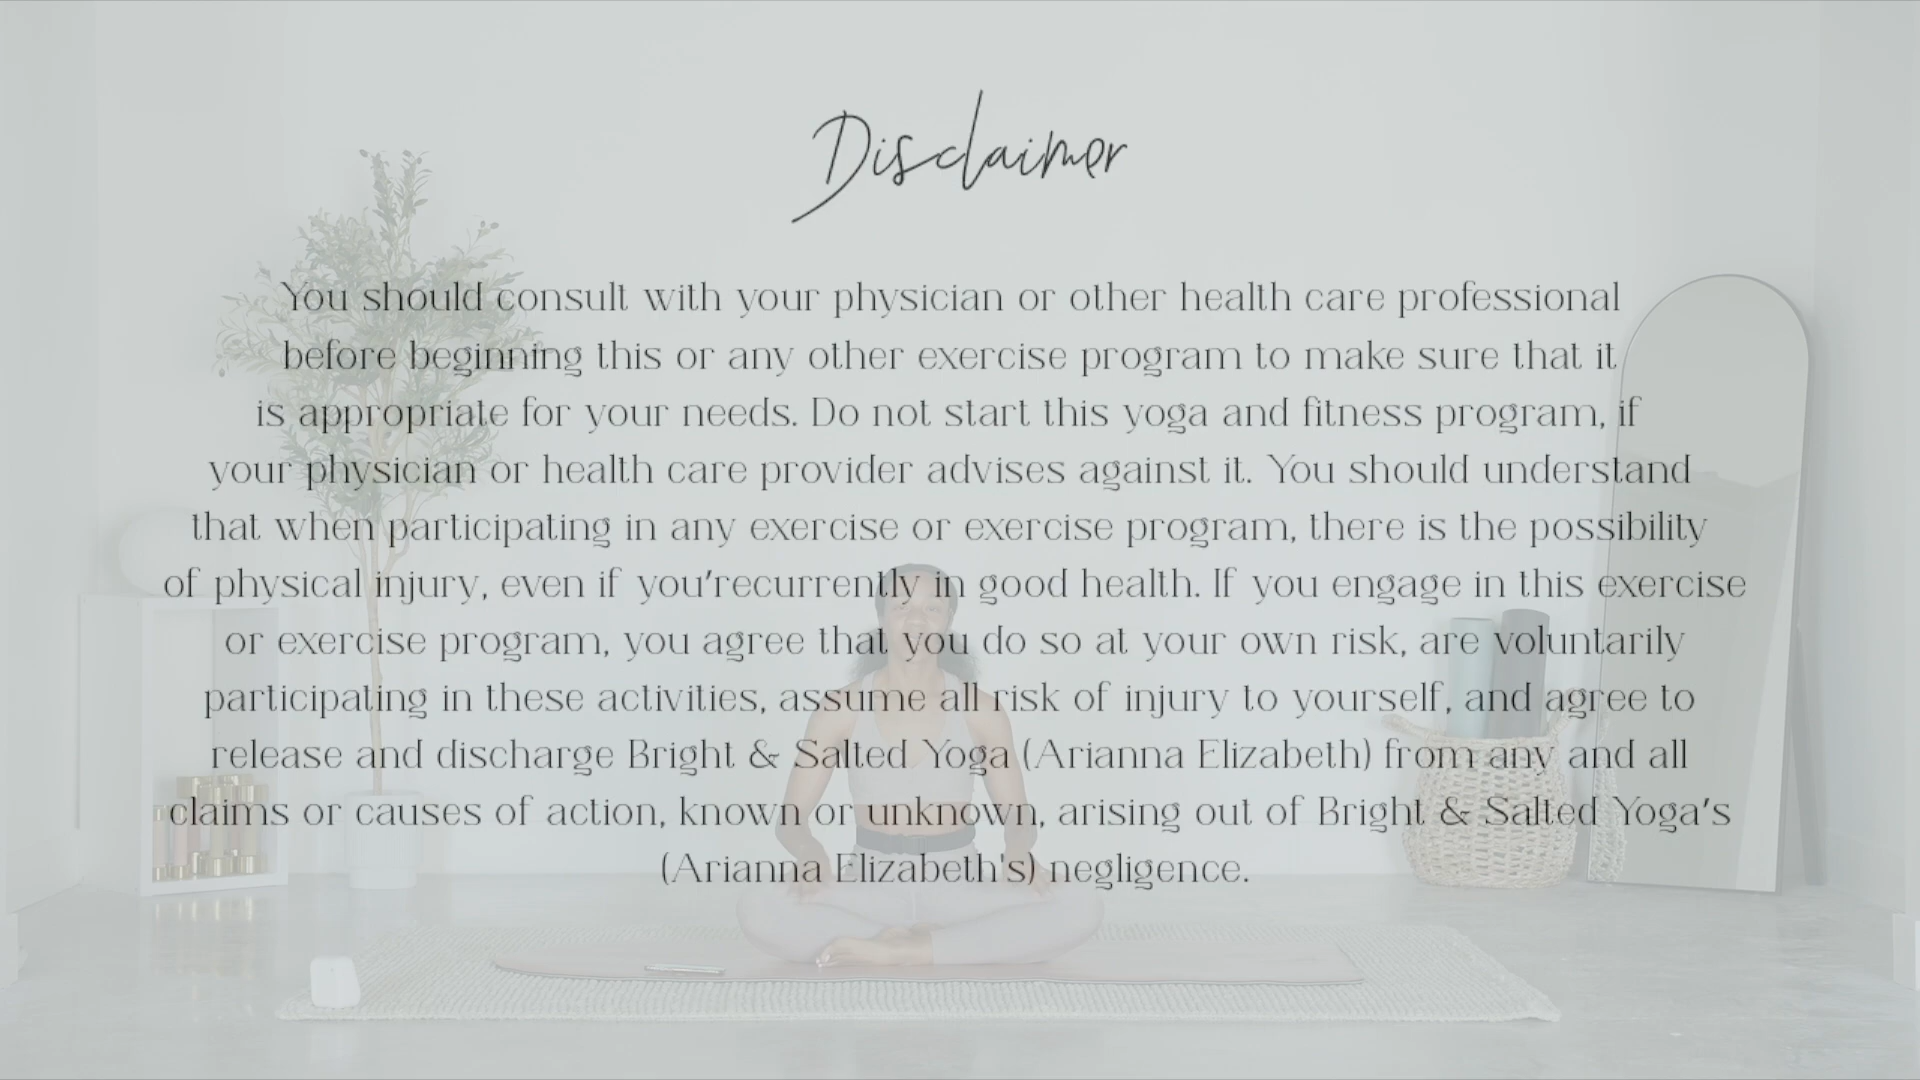 Disclaimer
You should consult with your physician or other health care professional
before beginning this or any other exercise program to make sure that it
is appropriate for your needs. Do not start this yoga and fitness program, if
your physician or health care provider advises against it. You should understand
that when participating in any exercise or exercise program, there is the possibility
of physical injury, even if you'recurrently in good health. If you engage in this exercise
or exercise program, you agree that you do so at your own risk, are voluntarily
participating in these activities, assume all risk of injury to yourself, and agree to
release and discharge Bright & Salted Yoga (Arianna Elizabeth) from any and all
claims or causes of action, known or unknown, arising out of Bright & Salted Yoga's
(Arianna Elizabeth's) negligence.